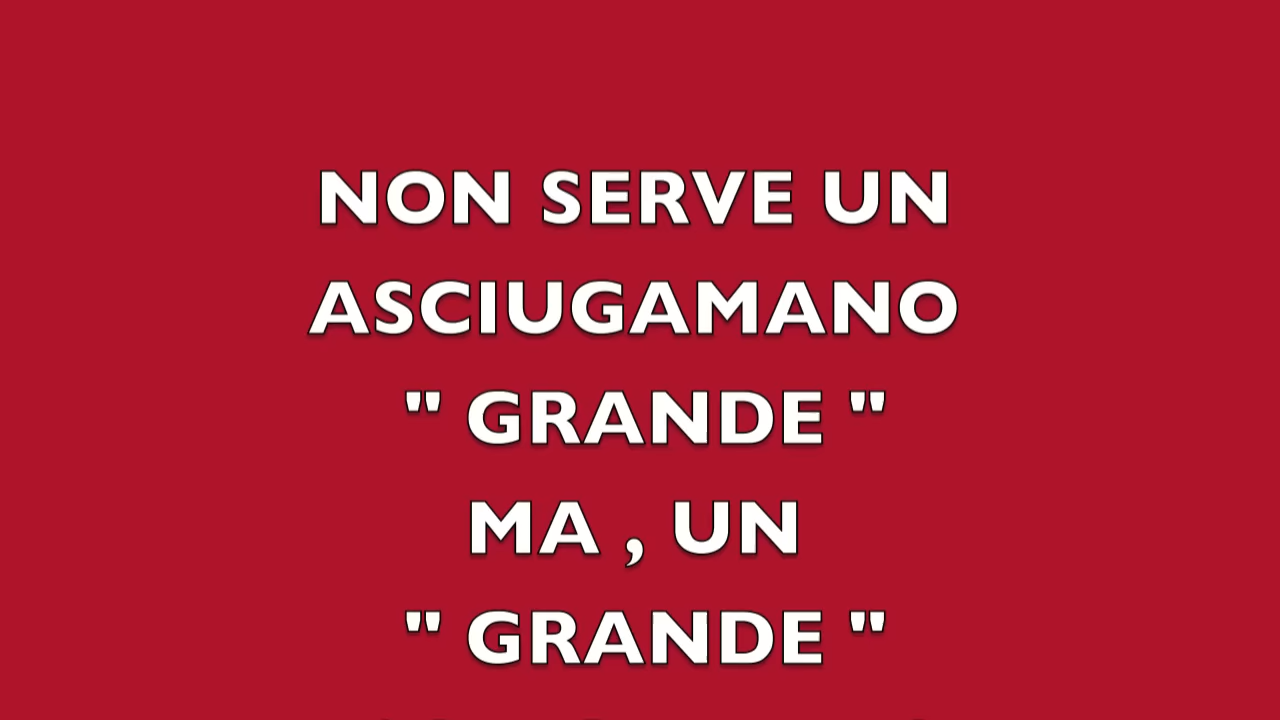 NON SERVE UN
ASCIUGAMANO
" GRANDE "
MA , UN
" GRANDE "